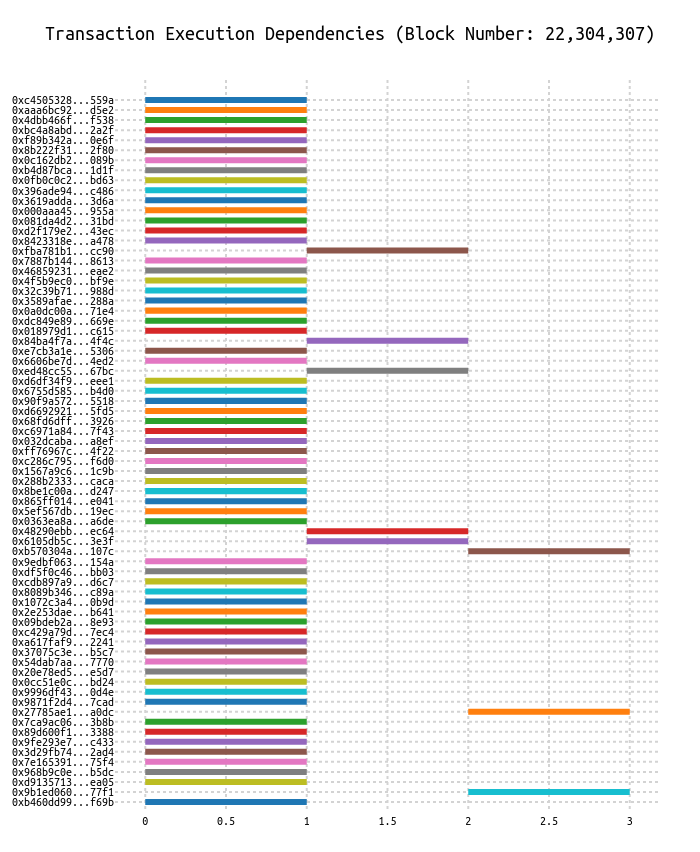 Transaction Execution Dependencies (Block Number: 22,304,307)
0xc4505328...559a
0xaaa6bc92...d5e2
0x4dbb466f...f538
0xbc4a8abd...2a2f
0xf89b342a...0e6f
0x8b222f31...2f80
0x0c162db2...089b
0xb4d87bca...1d1f
0x0fb0c0c2...bd63
0x396ade94...c486
0x3619adda...3d6a
0x000aaa45...955a
0x081da4d2...31bd
0xd2f179e2...43ec
0x8423318e...a478
0xfba781b1...cc90
0x7887b144...8613
0x46859231...eae2
0x4f5b9ec0...bf9e
0x32c39b71...988d
0x3589afae...288a
0x0a0dc00a...71e4
0xdc849e89...669e
0x018979d1...c615
0x84ba4f7a...4f4c
0xe7cb3a1e...5306
0x6606be7d...4ed2
0xed48cc55...67bc
0xd6df34f9...eee1
0x6755d585...b4d0
0x90f9a572...5518
0xd6692921...5fd5
0x68fd6dff...3926
0xc6971a84...7f43
0x032dcaba...a8ef
0xff76967c...4f22
0xc286c795...f6d0
0x1567a9c6...1c9b
0x288b2333...caca
0x8be1c00a...d247
0x865ff014...e041
0x5ef567db...19ec
0x0363ea8a...a6de
0x48290ebb...ec64
0x6105db5c...3e3f
0xb570304a...107c
0x9edbf063...154a
0xdf5f0c46...bb03
0xcdb897a9...d6c7
0x8089b346...c89a
0x1072c3a4...0b9d
0x2e253dae...b641
0x09bdeb2a...8e93
0xc429a79d...7ec4
0xa617faf9...2241
0x37075c3e...b5c7
0x54dab7aa...7770
0x20e78ed5...e5d7
0x0cc51e0c...bd24
0x9996df43...0d4e
0x9871f2d4...7cad
0x27785ae1...a0dc
0x7ca9ac06...3b8b
0x89d600f1...3388
0x9fe293e7...c433
0x3d29fb74...2ad4
0x7e165391...75f4
0x968b9c0e...b5dc
0xd9135713...ea05
0x9b1ed060...77f1
0xb460dd99...f69b
0 0.5 1 1.5 2 2.5 3